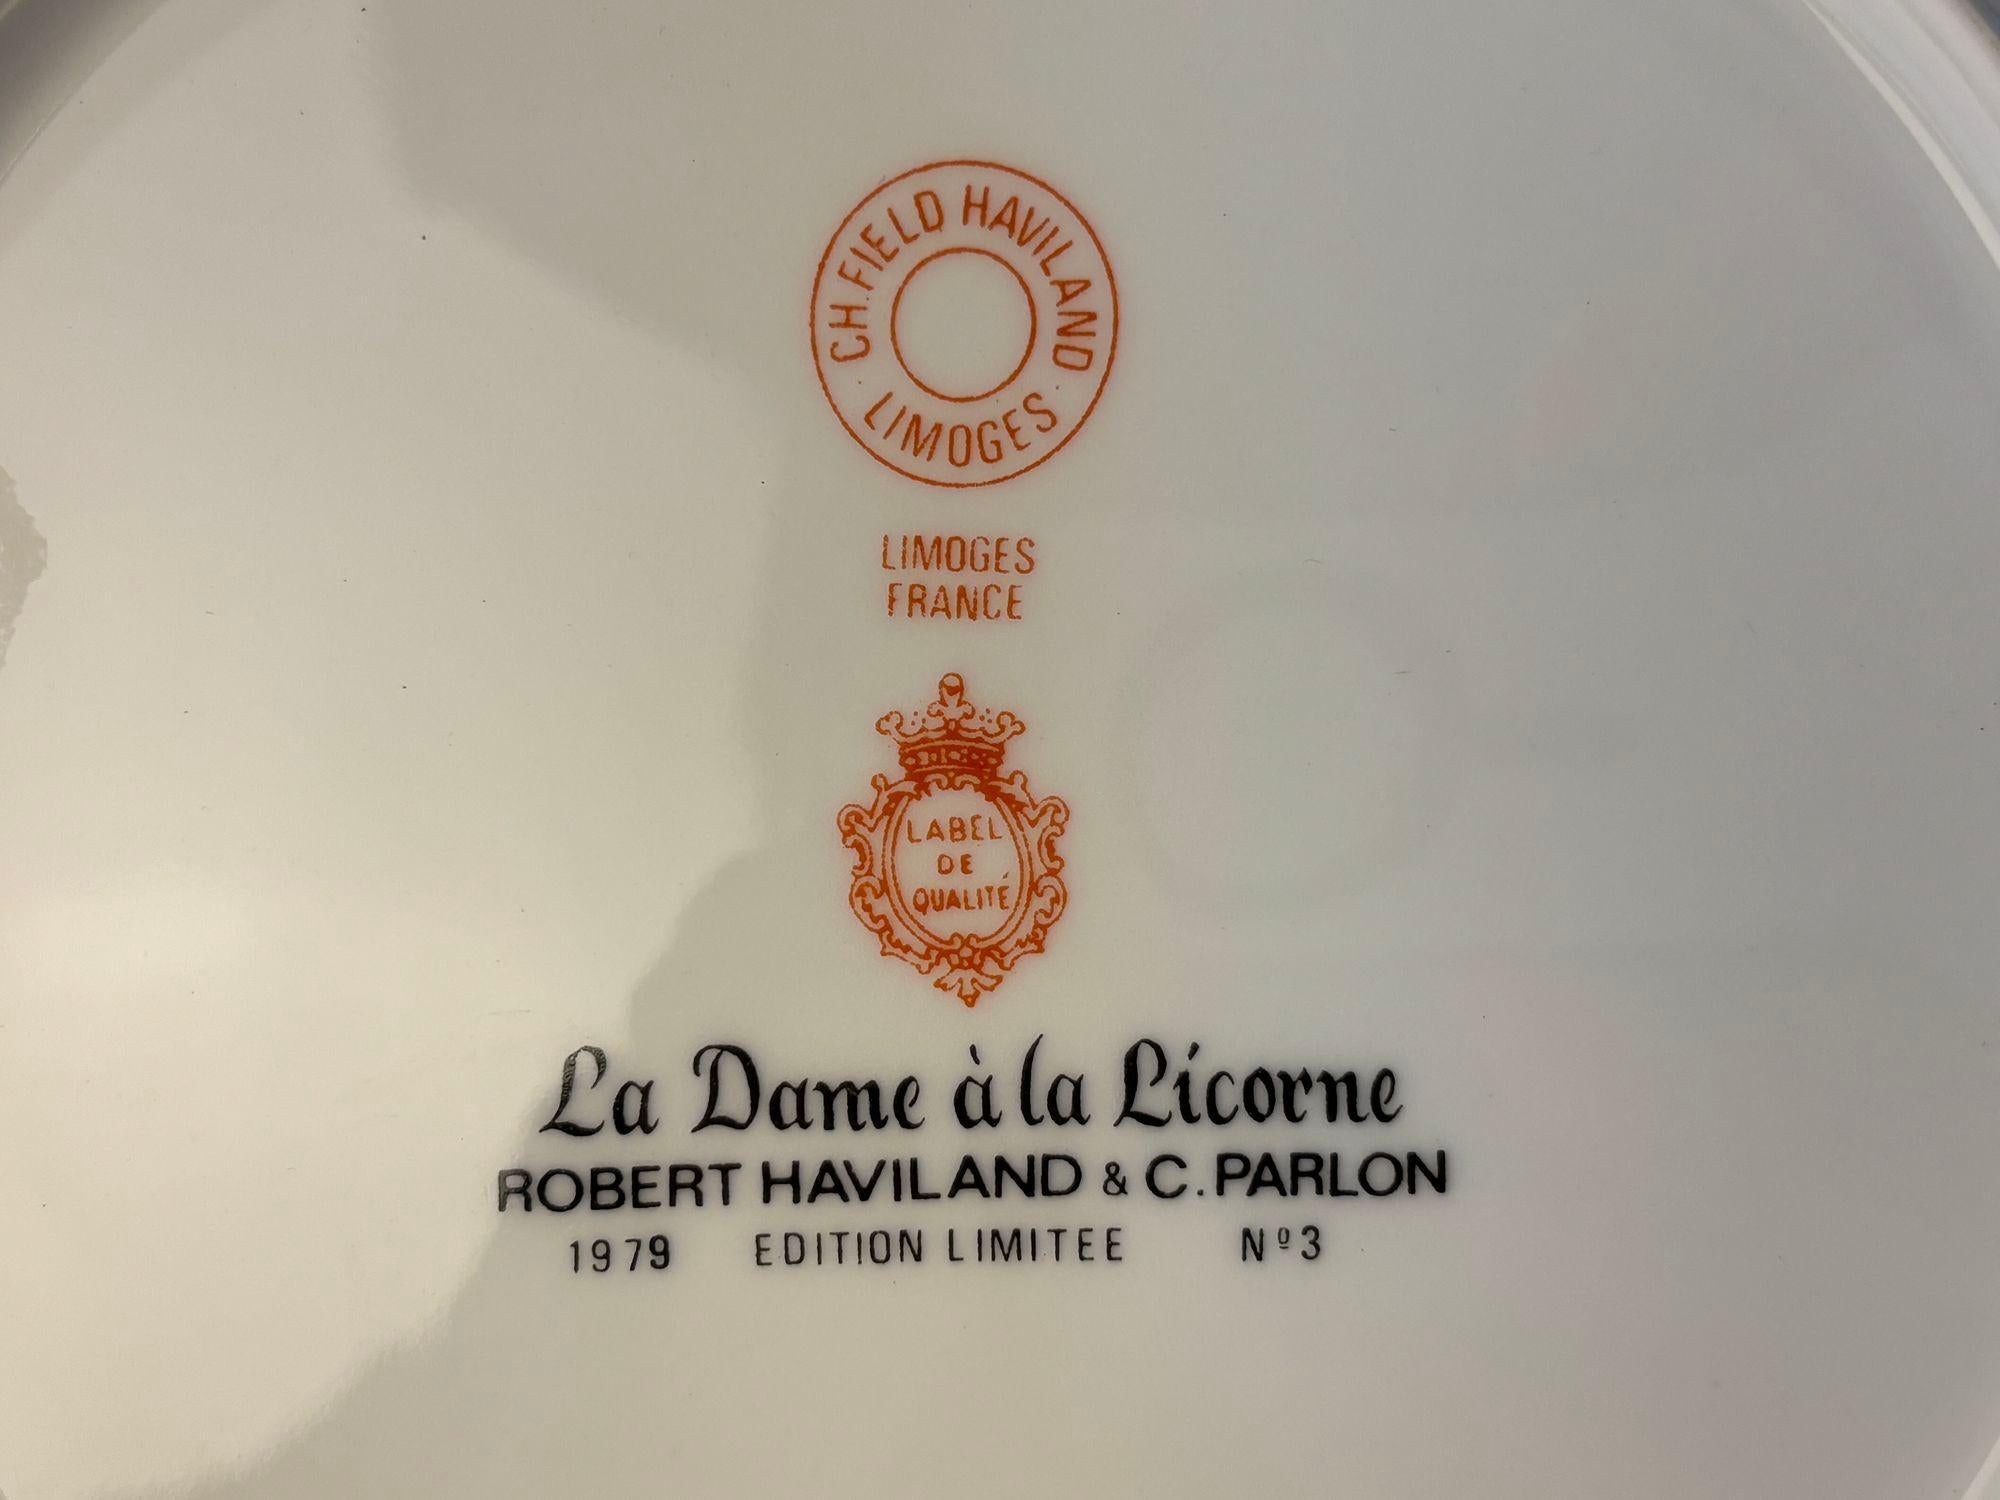 CH.FIELD HAVILAND
· LIMOGES ·
LIMOGES
FRANCE
LABEL
DE
QUALITÉ
La Dame à la Licorne
ROBERT HAVILAND & C. PARLON
1979 EDITION LIMITEE Nº3